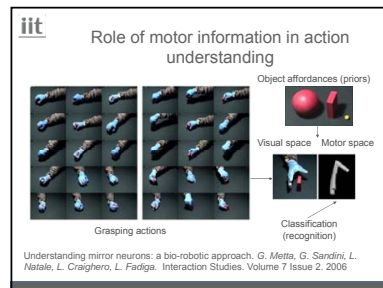 iit
Role of motor information in action
understanding
Object affordances (priors)
Visual space Motor space
Grasping actions
Classification
(recognition)
Understanding mirror neurons: a bio-robotic approach. G. Metta, G. Sandini, L.
Natale, L. Craighero, L. Fadiga. Interaction Studies. Volume 7 Issue 2. 2006